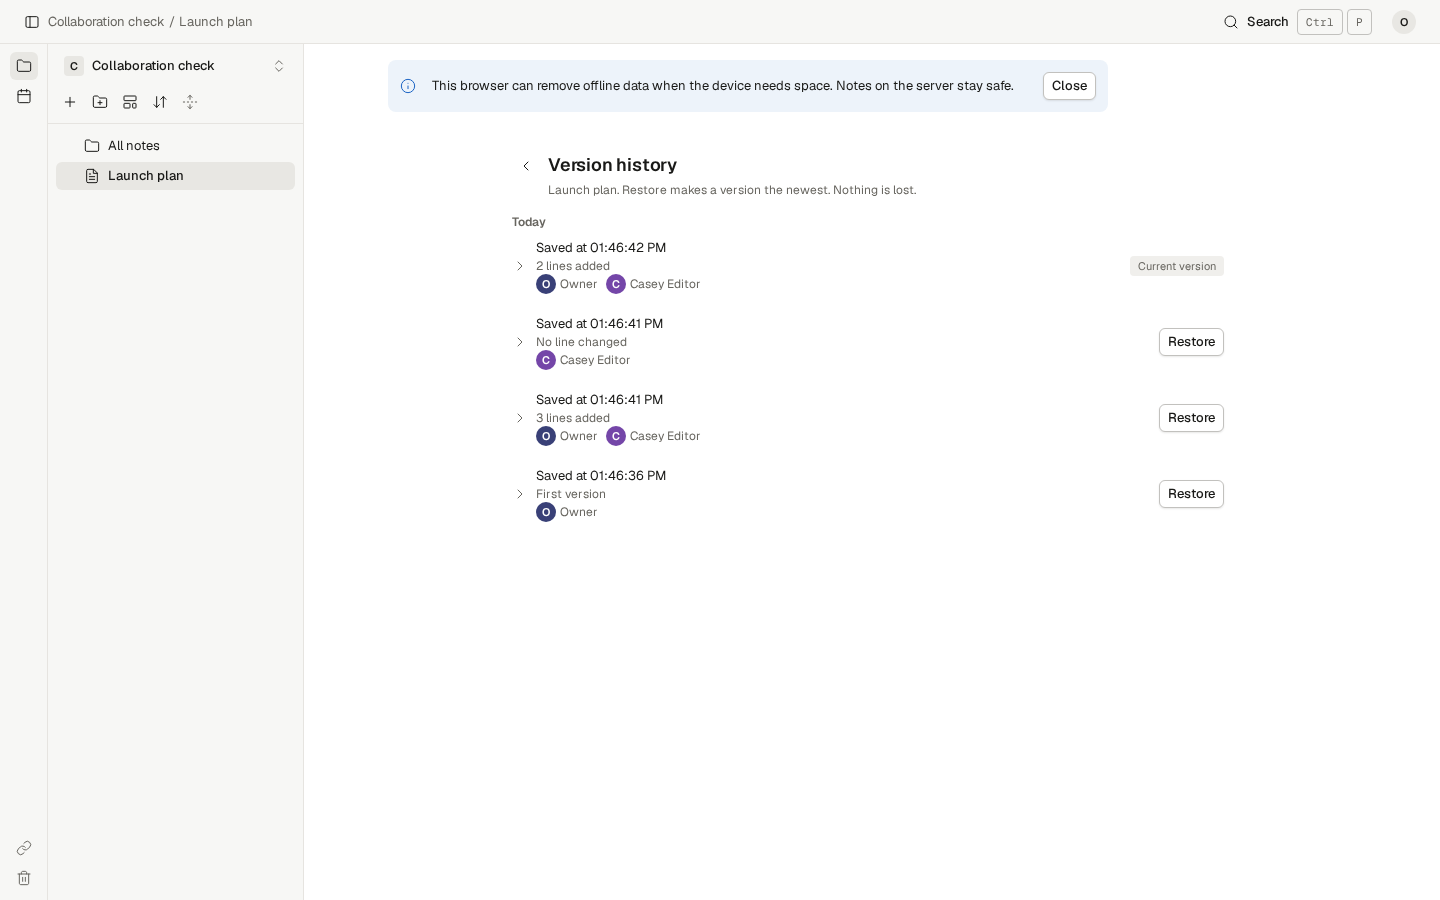 Collaboration check / Launch plan
Search Ctrl P O
C Collaboration check
All notes
Launch plan
This browser can remove offline data when the device needs space. Notes on the server stay safe. Close
Version history
Launch plan. Restore makes a version the newest. Nothing is lost.
Today
Saved at 01:46:42 PM
2 lines added
O Owner C Casey Editor
Current version
Saved at 01:46:41 PM
No line changed
C Casey Editor
Restore
Saved at 01:46:41 PM
3 lines added
O Owner C Casey Editor
Restore
Saved at 01:46:36 PM
First version
O Owner
Restore